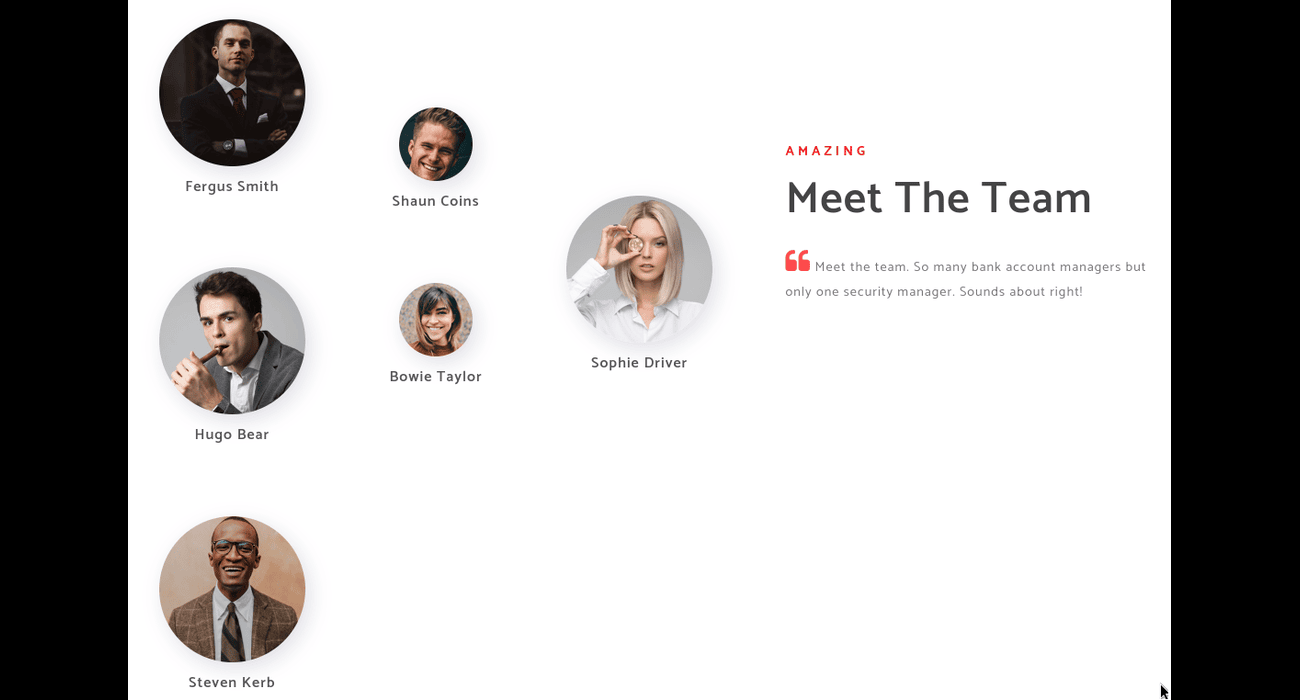 Fergus Smith
Shaun Coins
Sophie Driver
Hugo Bear
Bowie Taylor
Steven Kerb
AMAZING
Meet The Team
❝ Meet the team. So many bank account managers but
only one security manager. Sounds about right!